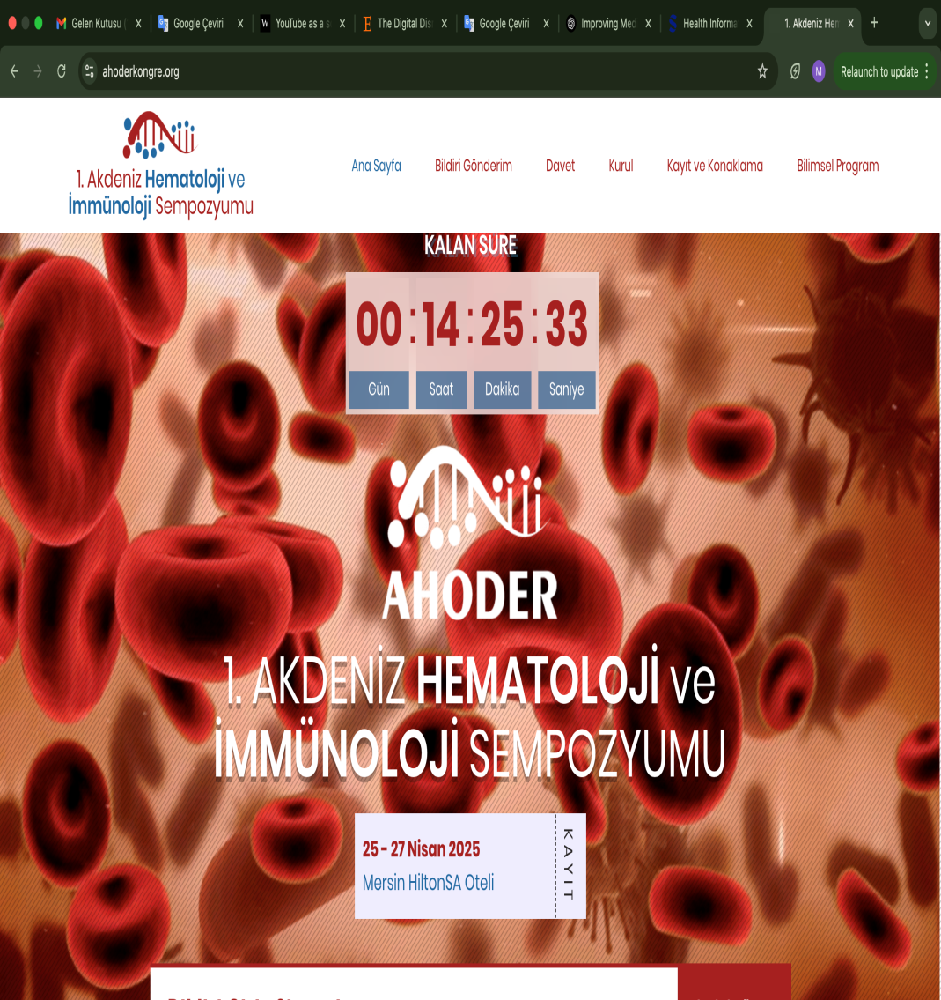 Gelen Kutusu
Google Çeviri
YouTube as a s
The Digital Dis
Google Çeviri
Improving Med
Health Informa
1. Akdeniz Hem
ahoderkongre.org
M
Relaunch to update
1. Akdeniz Hematoloji ve
İmmünoloji Sempozyumu
Ana Sayfa
Bildiri Gönderim
Davet
Kurul
Kayıt ve Konaklama
Bilimsel Program
KALAN SÜRE
00 : 14 : 25 : 33
Gün Saat Dakika Saniye
AHODER
1. AKDENİZ HEMATOLOJİ ve
İMMÜNOLOJİ SEMPOZYUMU
25 - 27 Nisan 2025
Mersin HiltonSA Oteli
KAYIT